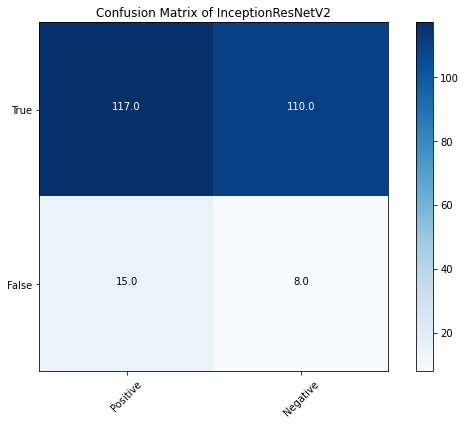 Confusion Matrix of InceptionResNetV2
True
117.0
110.0
False
15.0
8.0
Positive
Negative
100
80
60
40
20